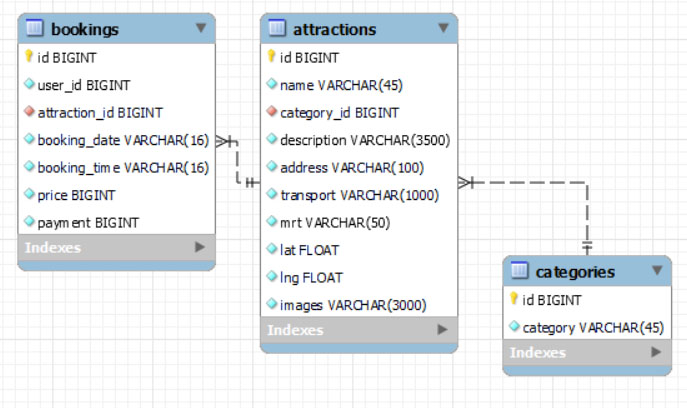 bookings
id BIGINT
user_id BIGINT
attraction_id BIGINT
booking_date VARCHAR(16)
booking_time VARCHAR(16)
price BIGINT
payment BIGINT
Indexes
attractions
id BIGINT
name VARCHAR(45)
category_id BIGINT
description VARCHAR(3500)
address VARCHAR(100)
transport VARCHAR(1000)
mrt VARCHAR(50)
lat FLOAT
lng FLOAT
images VARCHAR(3000)
Indexes
categories
id BIGINT
category VARCHAR(45)
Indexes